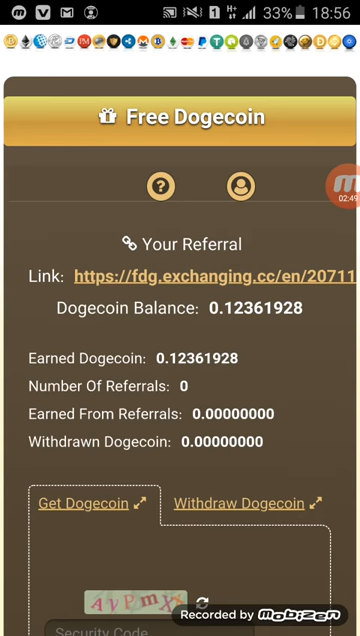 33% 18:56
Free Dogecoin
02:49
Your Referral
Link: https://fdg.exchanging.cc/en/20711
Dogecoin Balance: 0.12361928
Earned Dogecoin: 0.12361928
Number Of Referrals: 0
Earned From Referrals: 0.00000000
Withdrawn Dogecoin: 0.00000000
Get Dogecoin Withdraw Dogecoin
AvPmXx
Recorded by MOBIZEN
Security Code